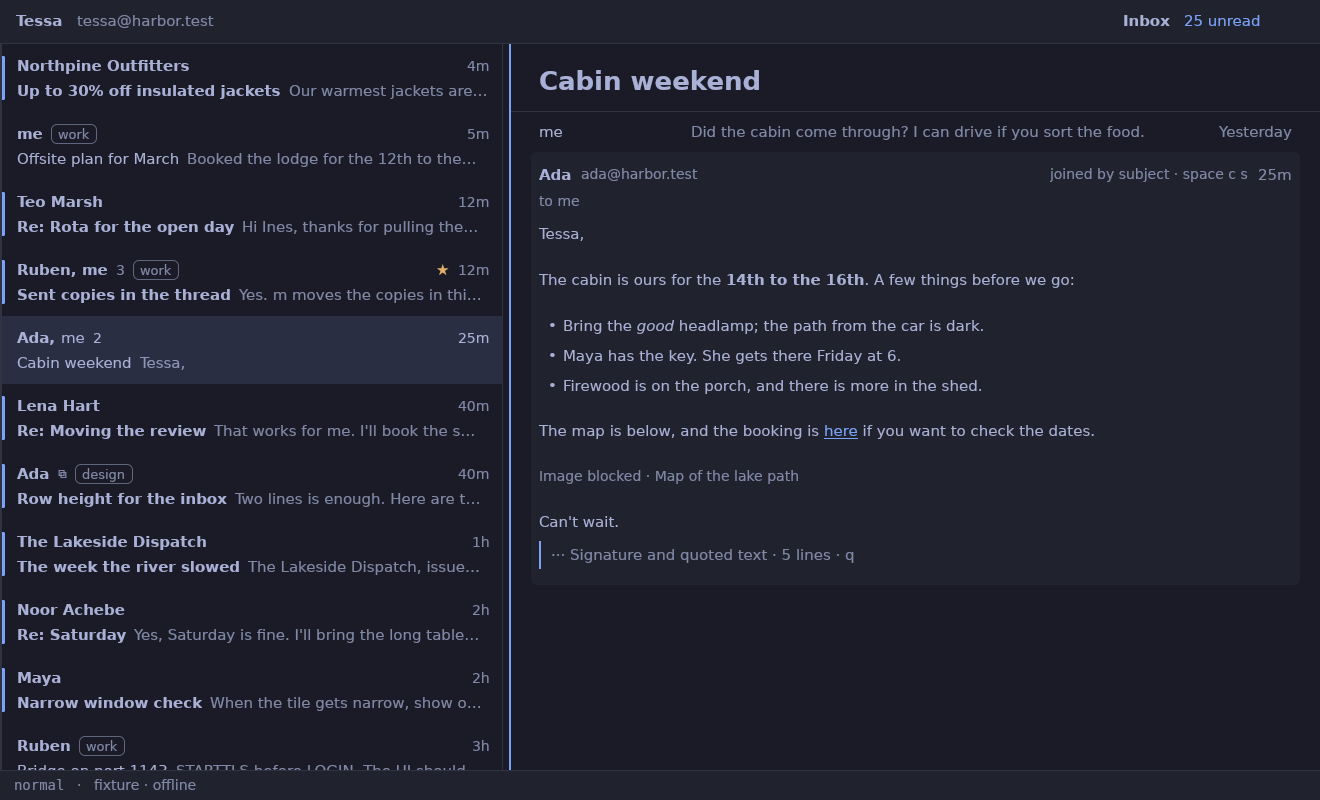 Tessa tessa@harbor.test Inbox 25 unread
Northpine Outfitters 4m
Up to 30% off insulated jackets Our warmest jackets are…
me work 5m
Offsite plan for March Booked the lodge for the 12th to the…
Teo Marsh 12m
Re: Rota for the open day Hi Ines, thanks for pulling the…
Ruben, me 3 work ★ 12m
Sent copies in the thread Yes. m moves the copies in thi…
Ada, me 2 25m
Cabin weekend Tessa,
Lena Hart 40m
Re: Moving the review That works for me. I'll book the s…
Ada design 40m
Row height for the inbox Two lines is enough. Here are t…
The Lakeside Dispatch 1h
The week the river slowed The Lakeside Dispatch, issue…
Noor Achebe 2h
Re: Saturday Yes, Saturday is fine. I'll bring the long table…
Maya 2h
Narrow window check When the tile gets narrow, show o…
Ruben work 3h
Bridge on port 1143 STARTTLS before LOGIN. The UI should
Cabin weekend
me Did the cabin come through? I can drive if you sort the food. Yesterday
Ada ada@harbor.test joined by subject · space c s 25m
to me
Tessa,
The cabin is ours for the 14th to the 16th. A few things before we go:
• Bring the good headlamp; the path from the car is dark.
• Maya has the key. She gets there Friday at 6.
• Firewood is on the porch, and there is more in the shed.
The map is below, and the booking is here if you want to check the dates.
Image blocked · Map of the lake path
Can't wait.
··· Signature and quoted text · 5 lines · q
normal · fixture · offline